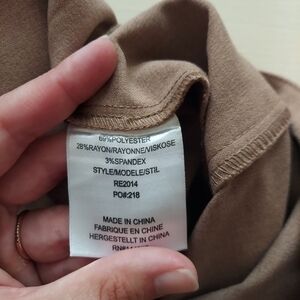 69%POLYESTER
28%RAYON/RAYONNE/VISKOSE
3%SPANDEX
STYLE/MODELE/STIL
RE2014
PO#:218
MADE IN CHINA
FABRIQUE EN CHINE
HERGESTELLT IN CHINA